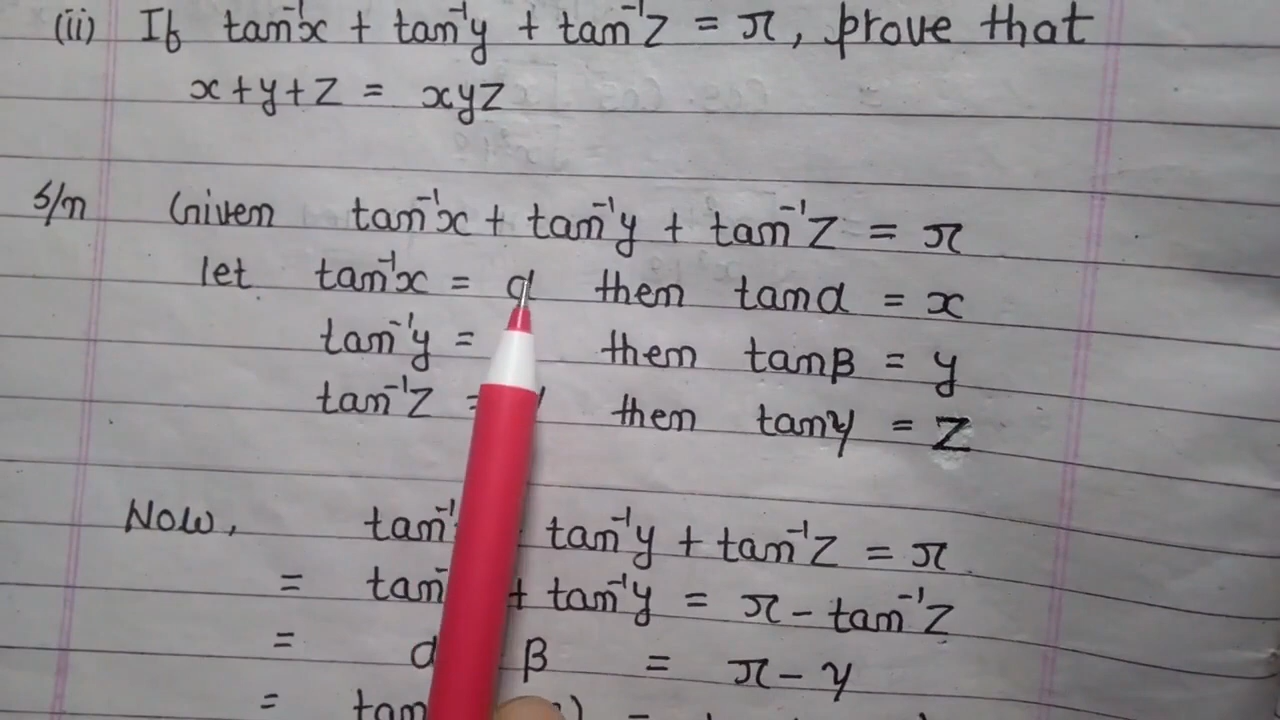 (ii) If tan⁻¹x + tan⁻¹y + tan⁻¹z = π, prove that
x+y+z = xyz
S/n Given tan⁻¹x + tan⁻¹y + tan⁻¹z = π
let tan⁻¹x = α then tanα = x
tan⁻¹y = then tanβ = y
tan⁻¹z = then tanγ = z
Now, tan⁻¹ tan⁻¹y + tan⁻¹z = π
= tan⁻ + tan⁻¹y = π - tan⁻¹z
= α β = π - γ
= tan ) =